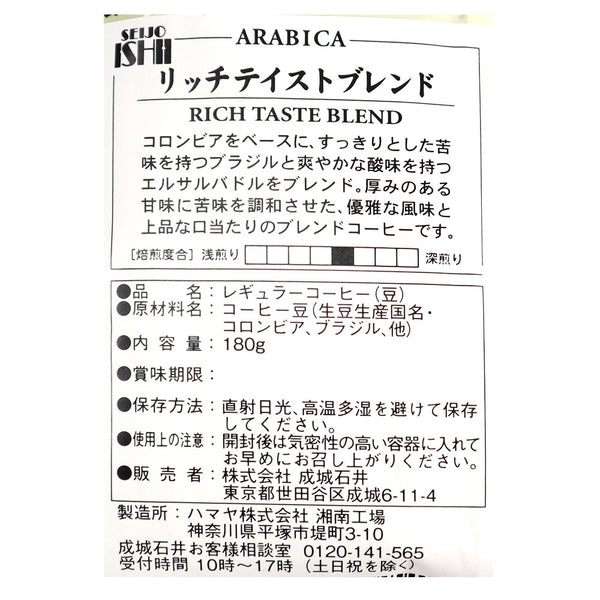 SEIJO
ISHII
ARABICA
リッチテイストブレンド
RICH TASTE BLEND
コロンビアをベースに、すっきりとした苦
味を持つブラジルと爽やかな酸味を持つ
エルサルバドルをブレンド。厚みのある
甘味に苦味を調和させた、優雅な風味と
上品な口当たりのブレンドコーヒーです。
[焙煎度合] 浅煎り 深煎り
●品名：レギュラーコーヒー（豆）
●原材料名：コーヒー豆（生豆生産国名・
コロンビア、ブラジル、他）
●内容量：180g
●賞味期限：
●保存方法：直射日光、高温多湿を避けて保存
してください。
●使用上の注意：開封後は気密性の高い容器に入れて
お早めにお召し上がりください。
●販売者：株式会社 成城石井
東京都世田谷区成城6-11-4
製造所：ハマヤ株式会社 湘南工場
神奈川県平塚市堤町3-10
成城石井お客様相談室 0120-141-565
受付時間 10時～17時（土日祝を除く）